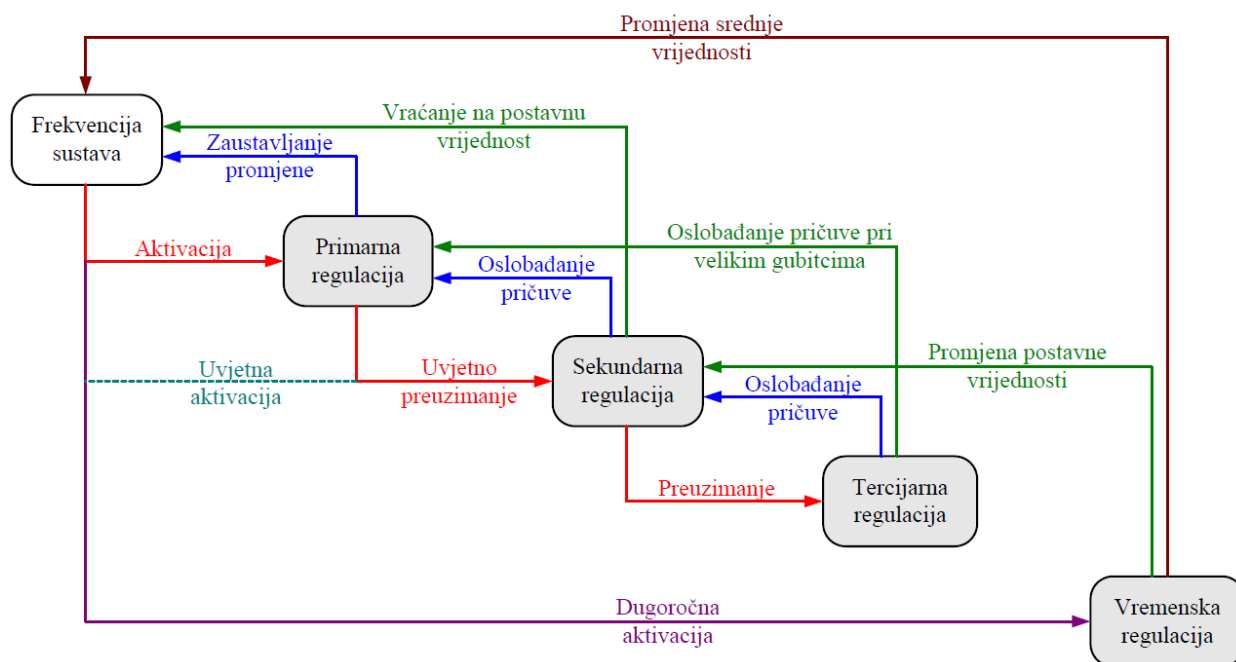 Promjena srednje
vrijednosti
Frekvencija
sustava
Vraćanje na postavnu
vrijednost
Zaustavljanje
promjene
Aktivacija
Primarna
regulacija
Oslobađanje pričuve pri
velikim gubitcima
Oslobađanje
pričuve
Uvjetna
aktivacija
Uvjetno
preuzimanje
Sekundarna
regulacija
Promjena postavne
vrijednosti
Oslobađanje
pričuve
Preuzimanje
Tercijarna
regulacija
Dugoročna
aktivacija
Vremenska
regulacija